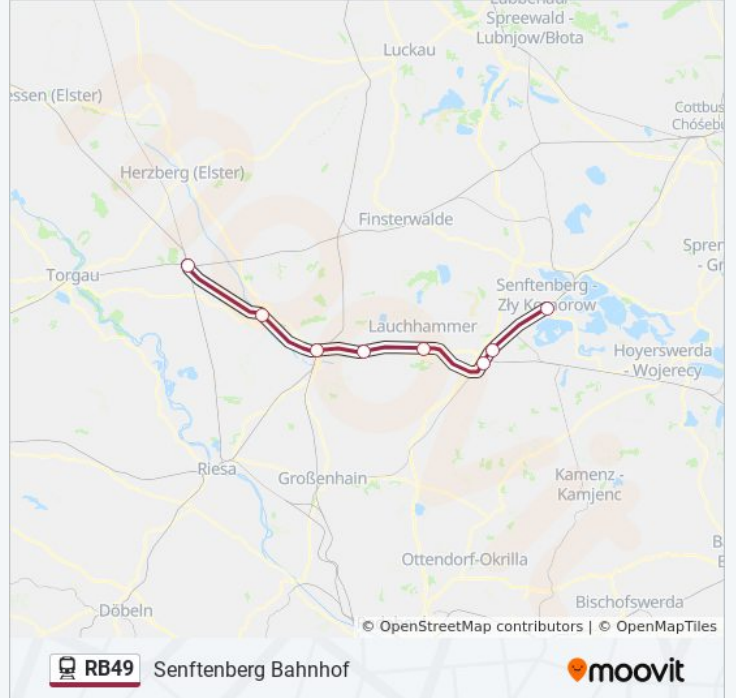 Lübbenau/
Spreewald -
Lubnjow/Błota
Luckau
essen (Elster)
Cottbus
Chóśebu
Herzberg (Elster)
Finsterwalde
Spren
- Gr
Torgau
Senftenberg -
Zły Komorow
Lauchhammer
Hoyerswerda
- Wojerecy
Riesa
Großenhain
Kamenz -
Kamjenc
B
E
Ottendorf-Okrilla
Bischofswerda
Döbeln
© OpenStreetMap contributors | © OpenMapTiles
RB49 Senftenberg Bahnhof
moovit